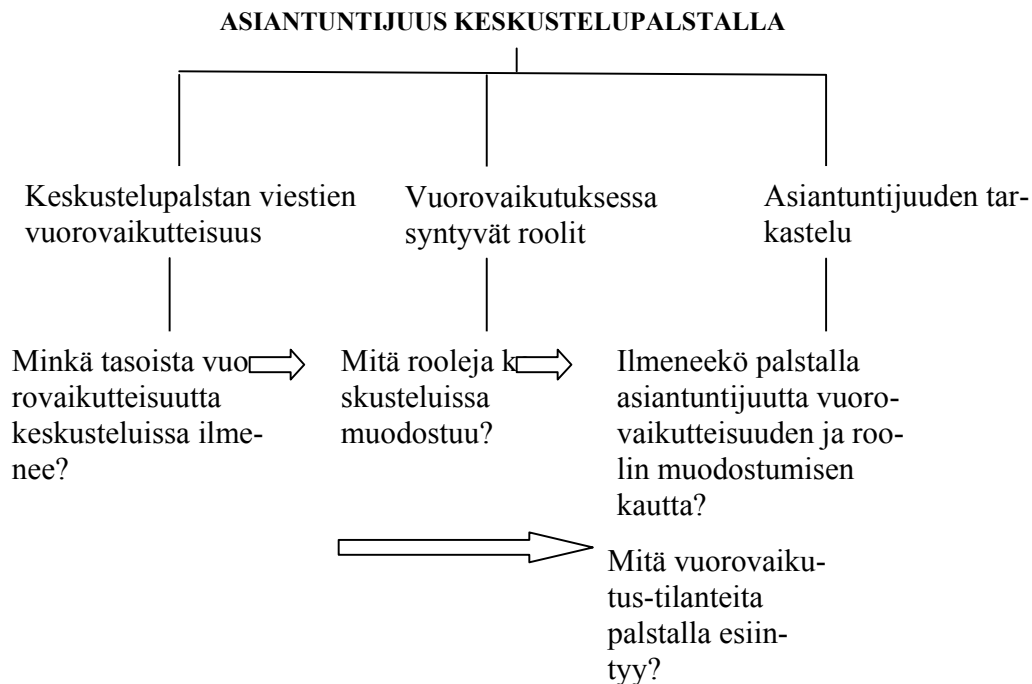 ASIANTUNTIJUUS KESKUSTELUPALSTALLA
Keskustelupalstan viestien
vuorovaikutteisuus
Vuorovaikutuksessa
syntyvät roolit
Asiantuntijuuden tar-
kastelu
Minkä tasoista vuo
rovaikutteisuutta
keskusteluissa ilme-
nee?
Mitä rooleja k
skusteluissa
muodostuu?
Ilmeneekö palstalla
asiantuntijuutta vuoro-
vaikutteisuuden ja roo-
lin muodostumisen
kautta?
Mitä vuorovaiku-
tus-tilanteita
palstalla esiin-
tyy?